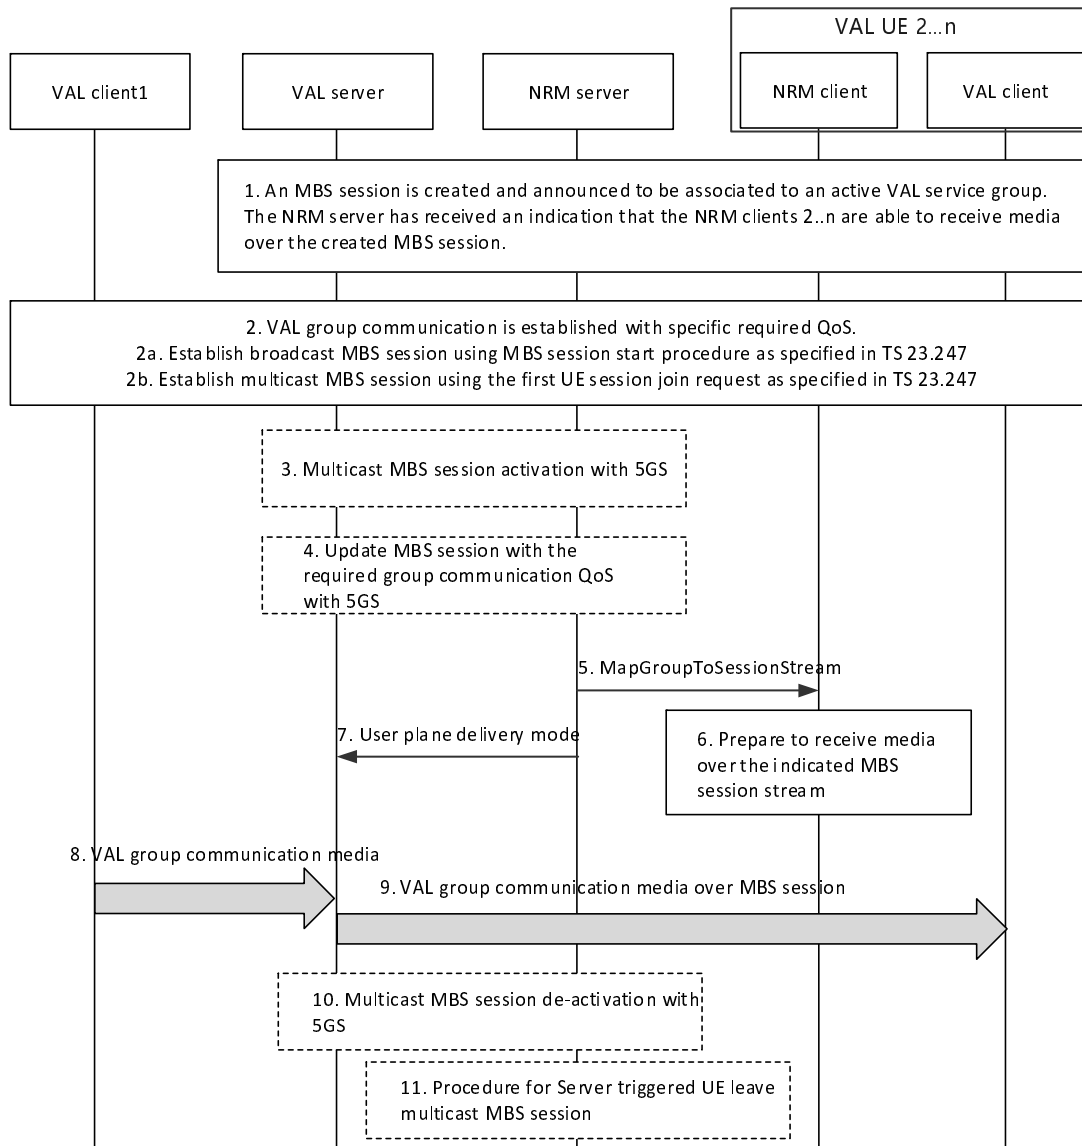 VAL UE 2...n
VAL client1
VAL server
NRM server
NRM client
VAL client
1. An MBS session is created and announced to be associated to an active VAL service group.
The NRM server has received an indication that the NRM clients 2..n are able to receive media
over the created MBS session.
2. VAL group communication is established with specific required QoS.
2a. Establish broadcast MBS session using MBS session start procedure as specified in TS 23.247
2b. Establish multicast MBS session using the first UE session join request as specified in TS 23.247
3. Multicast MBS session activation with 5GS
4. Update MBS session with the
required group communication QoS
with 5GS
5. MapGroupToSessionStream
7. User plane delivery mode
6. Prepare to receive media
over the indicated MBS
session stream
8. VAL group communication media
9. VAL group communication media over MBS session
10. Multicast MBS session de-activation with
5GS
11. Procedure for Server triggered UE leave
multicast MBS session